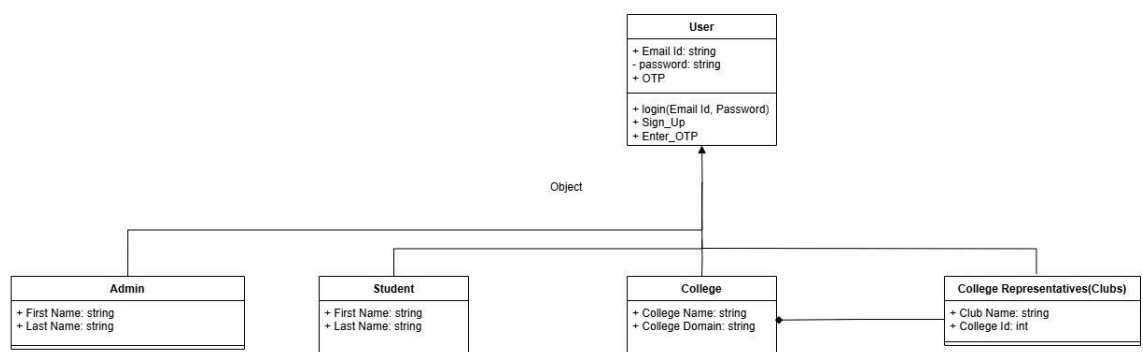 User
+ Email Id: string
- password: string
+ OTP
+ login(Email Id, Password)
+ Sign_Up
+ Enter_OTP
Object
Admin
+ First Name: string
+ Last Name: string
Student
+ First Name: string
+ Last Name: string
College
+ College Name: string
+ College Domain: string
College Representatives(Clubs)
+ Club Name: string
+ College Id: int